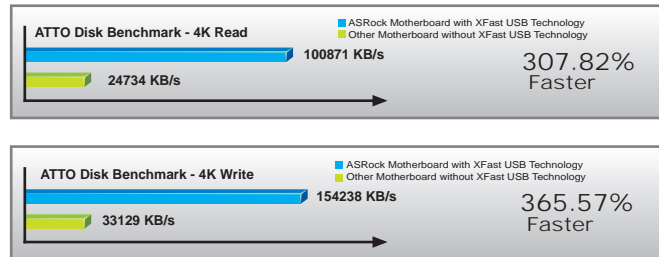 ATTO Disk Benchmark - 4K Read
ASRock Motherboard with XFast USB Technology
Other Motherboard without XFast USB Technology
100871 KB/s
24734 KB/s
307.82%
Faster
ATTO Disk Benchmark - 4K Write
ASRock Motherboard with XFast USB Technology
Other Motherboard without XFast USB Technology
154238 KB/s
33129 KB/s
365.57%
Faster